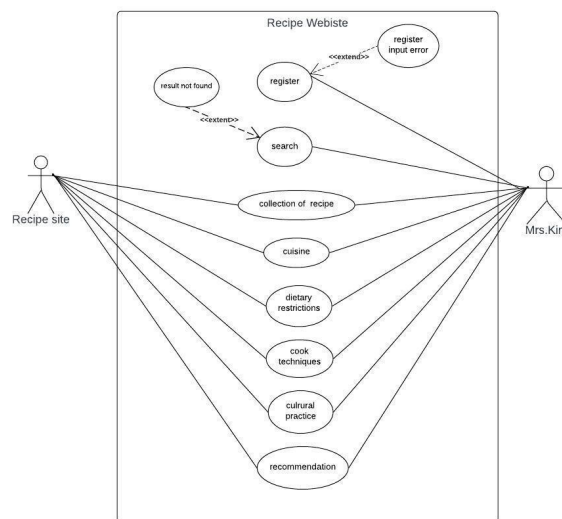 Recipe Webiste
register
input error
<<extend>>
register
result not found
<<extent>>
search
collection of recipe
Recipe site
Mrs.Kim
cuisine
dietary
restrictions
cook
techniques
culrural
practice
recommendation